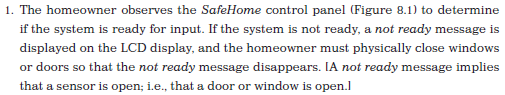 1. The homeowner observes the SafeHome control panel (Figure 8.1) to determine
if the system is ready for input. If the system is not ready, a not ready message is
displayed on the LCD display, and the homeowner must physically close windows
or doors so that the not ready message disappears. [A not ready message implies
that a sensor is open; i.e., that a door or window is open.]